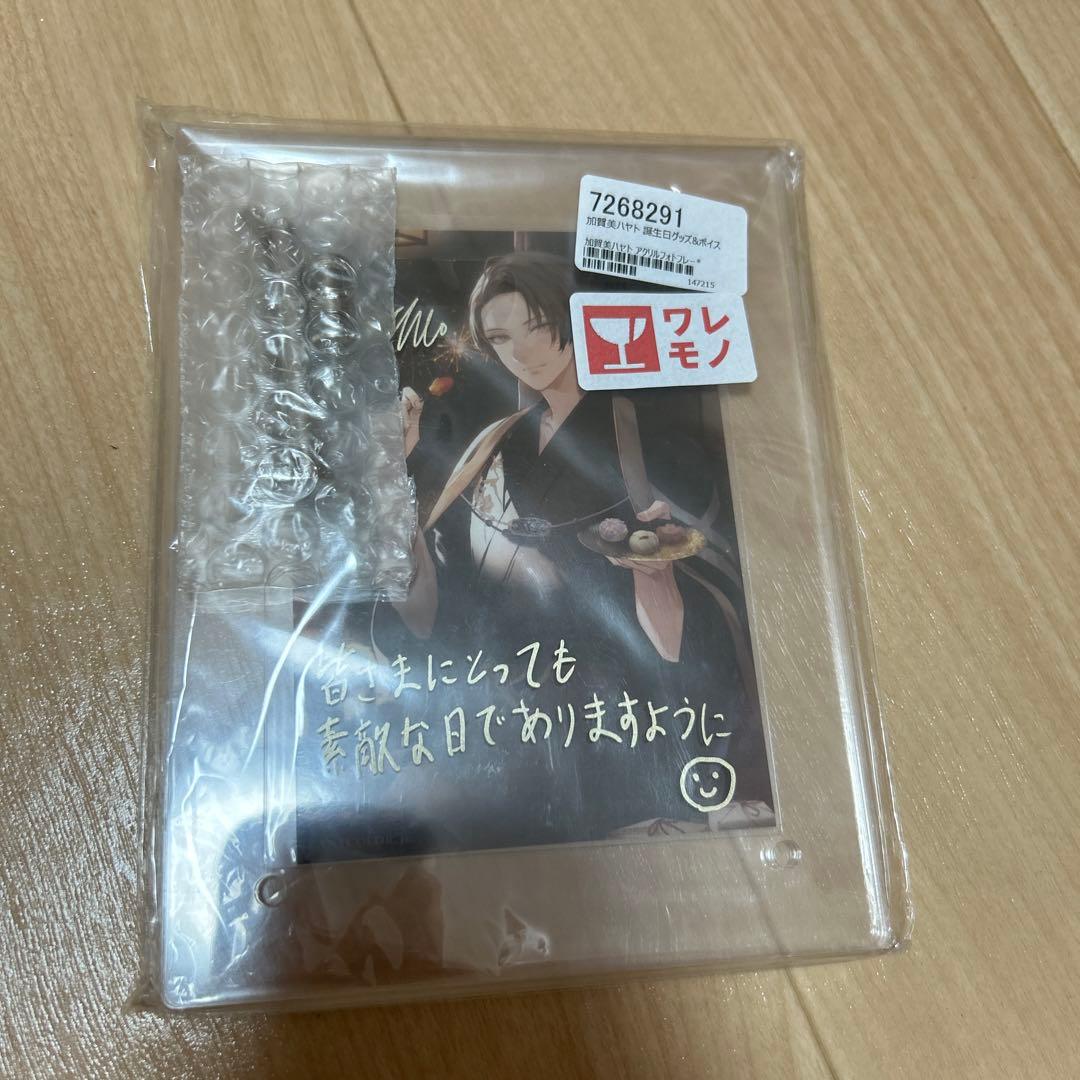 7268291
加賀美ハヤト 誕生日グッズ&ボイス
加賀美ハヤト アクリルフォトフレー*
147215
ワレ
モノ
皆さまにとっても
素敵な日でありますように